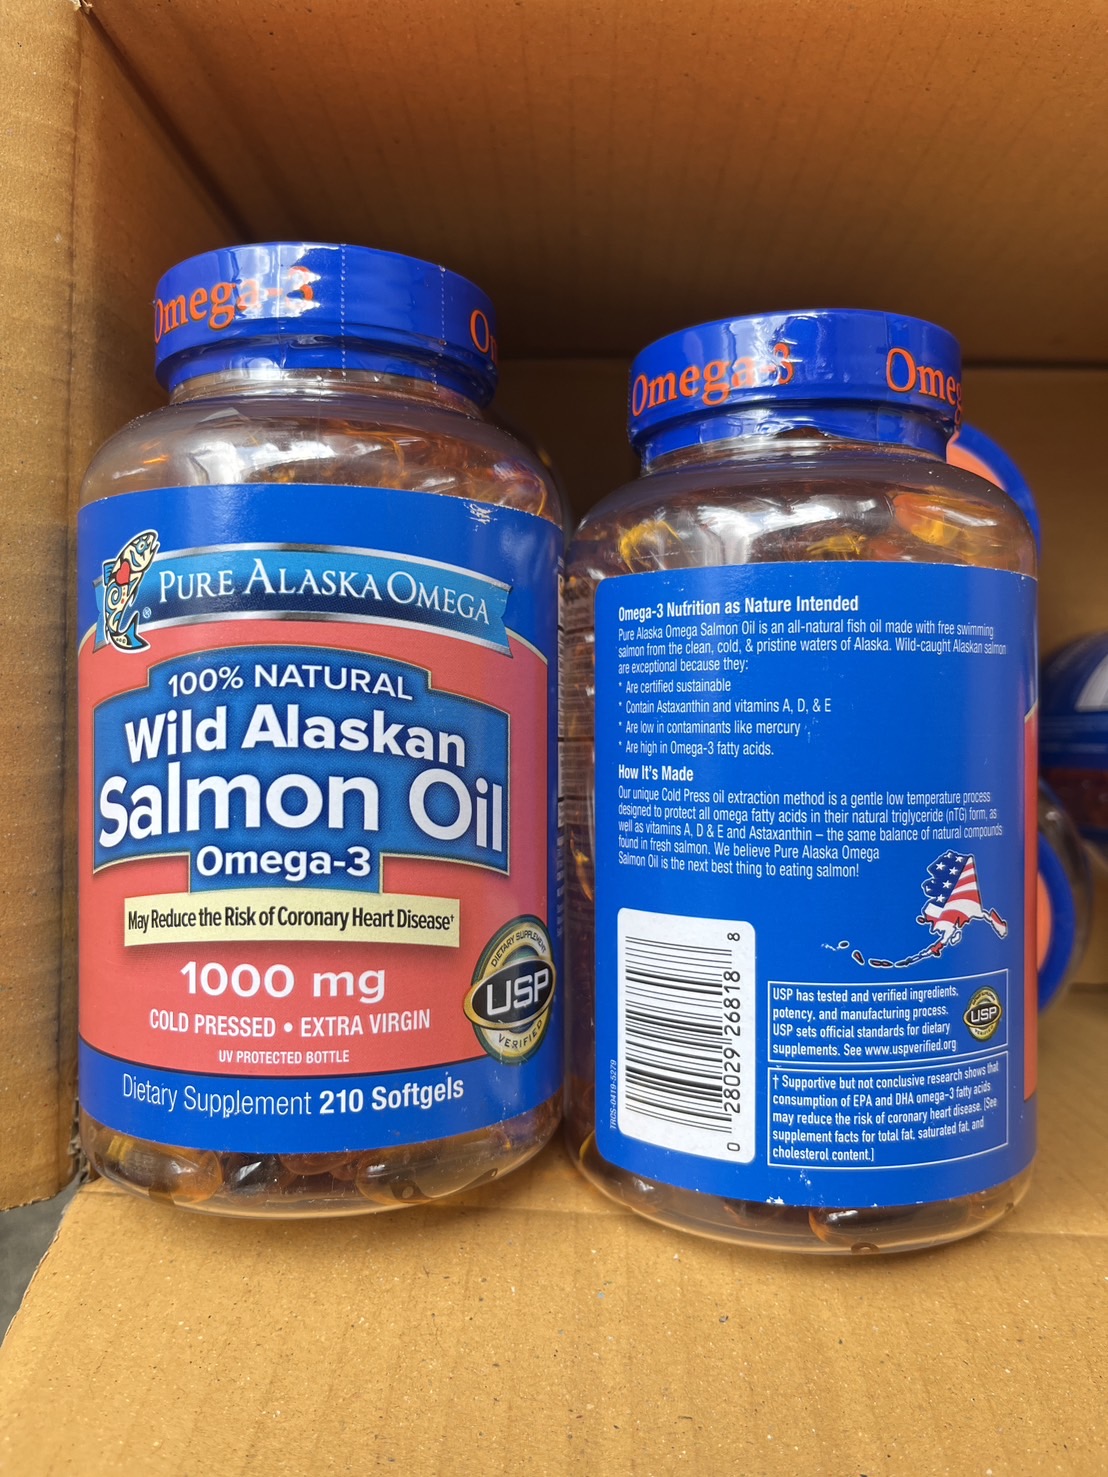 Omega-3
PURE ALASKA OMEGA
®
100% NATURAL
Wild Alaskan
Salmon Oil
Omega-3
May Reduce the Risk of Coronary Heart Disease†
1000 mg
COLD PRESSED • EXTRA VIRGIN
UV PROTECTED BOTTLE
Dietary Supplement 210 Softgels
DIETARY SUPPLEMENT
USP
VERIFIED
Omega-3
Omega-3 Nutrition as Nature Intended
Pure Alaska Omega Salmon Oil is an all-natural fish oil made with free swimming
salmon from the clean, cold, & pristine waters of Alaska. Wild-caught Alaskan salmon
are exceptional because they:
* Are certified sustainable
* Contain Astaxanthin and vitamins A, D, & E
* Are low in contaminants like mercury
* Are high in Omega-3 fatty acids.
How It's Made
Our unique Cold Press oil extraction method is a gentle low temperature process
designed to protect all omega fatty acids in their natural triglyceride (nTG) form, as
well as vitamins A, D & E and Astaxanthin – the same balance of natural compounds
found in fresh salmon. We believe Pure Alaska Omega
Salmon Oil is the next best thing to eating salmon!
0 28029 26818 8
TRCS-0419-5279
USP has tested and verified ingredients,
potency, and manufacturing process.
USP sets official standards for dietary
supplements. See www.uspverified.org
USP
† Supportive but not conclusive research shows that
consumption of EPA and DHA omega-3 fatty acids
may reduce the risk of coronary heart disease. [See
supplement facts for total fat, saturated fat, and
cholesterol content.]